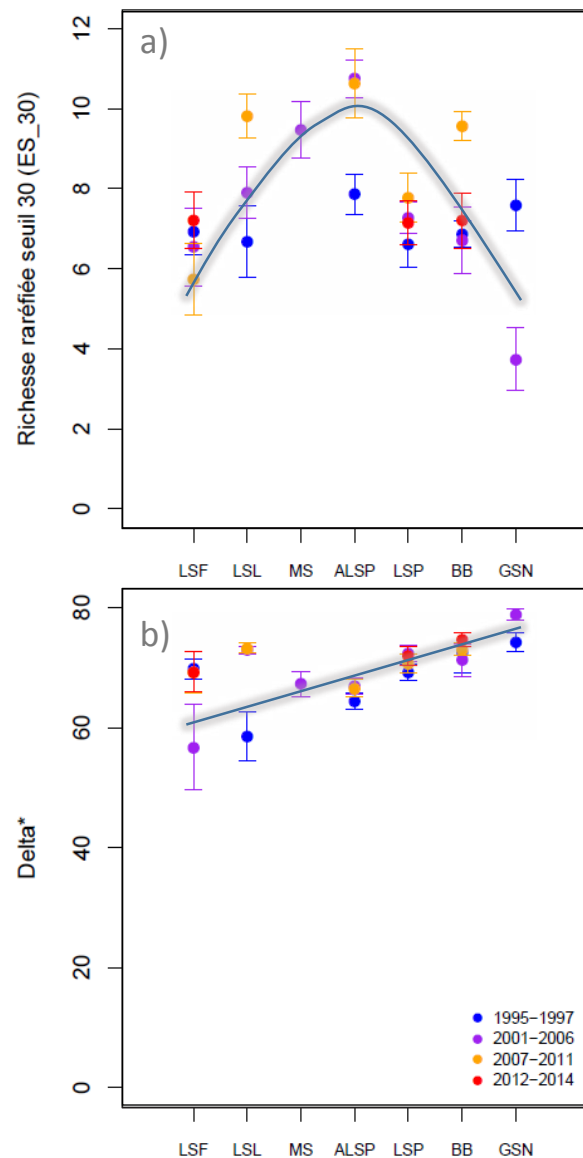 a)
Richesse raréfiée seuil 30 (ES_30)
12
10
8
6
4
2
0
LSF LSL MS ALSP LSP BB GSN
b)
Delta*
80
60
40
20
0
1995−1997
2001−2006
2007−2011
2012−2014
LSF LSL MS ALSP LSP BB GSN